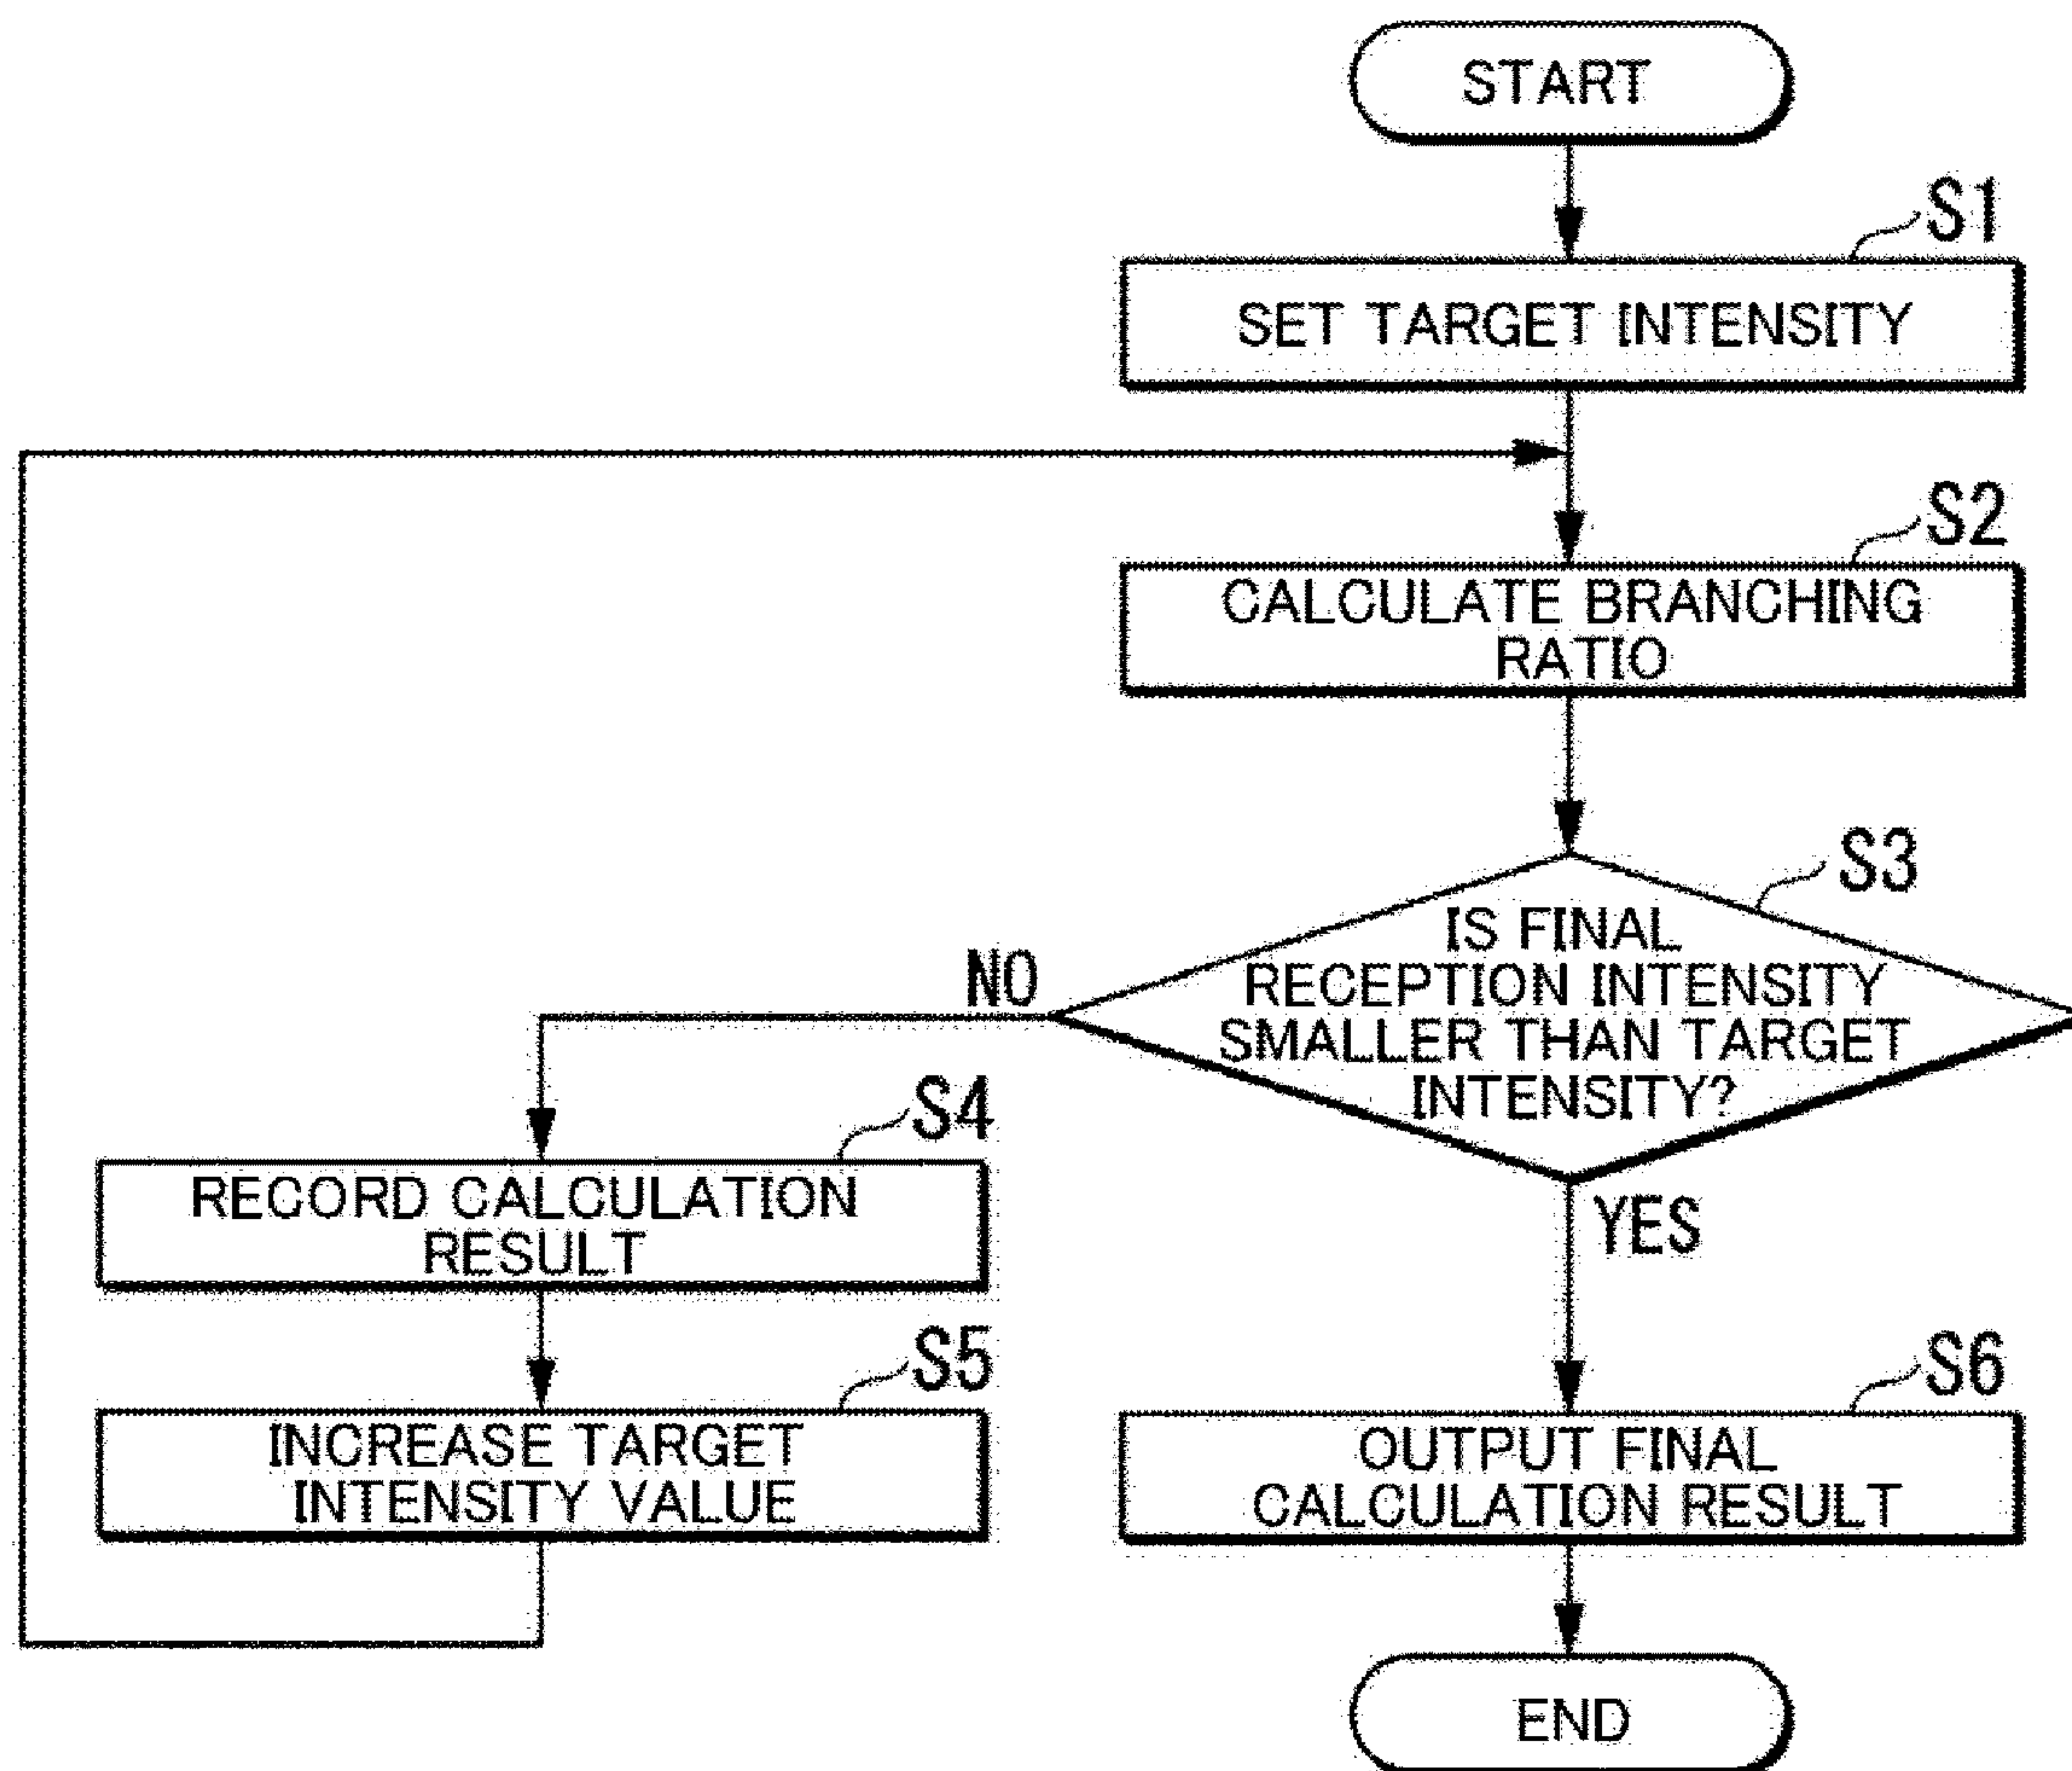 START
S1
SET TARGET INTENSITY
S2
CALCULATE BRANCHING
RATIO
S3
IS FINAL
RECEPTION INTENSITY
SMALLER THAN TARGET
INTENSITY?
NO
YES
S4
RECORD CALCULATION
RESULT
S5
INCREASE TARGET
INTENSITY VALUE
S6
OUTPUT FINAL
CALCULATION RESULT
END